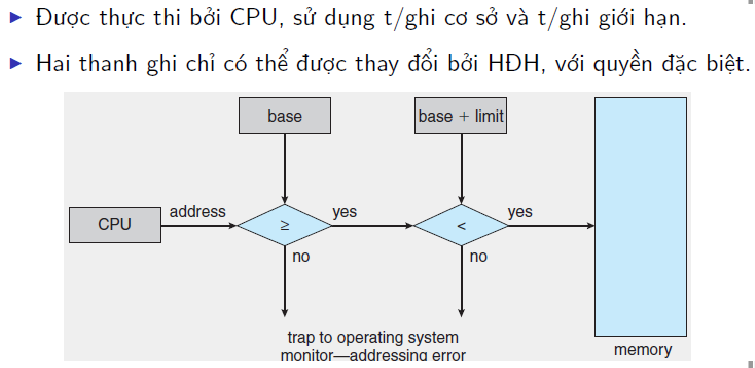 Được thực thi bởi CPU, sử dụng t/ghi cơ sở và t/ghi giới hạn.
Hai thanh ghi chỉ có thể được thay đổi bởi HĐH, với quyền đặc biệt.
base
base + limit
CPU
address
≥
yes
<
yes
no
no
trap to operating system
monitor—addressing error
memory